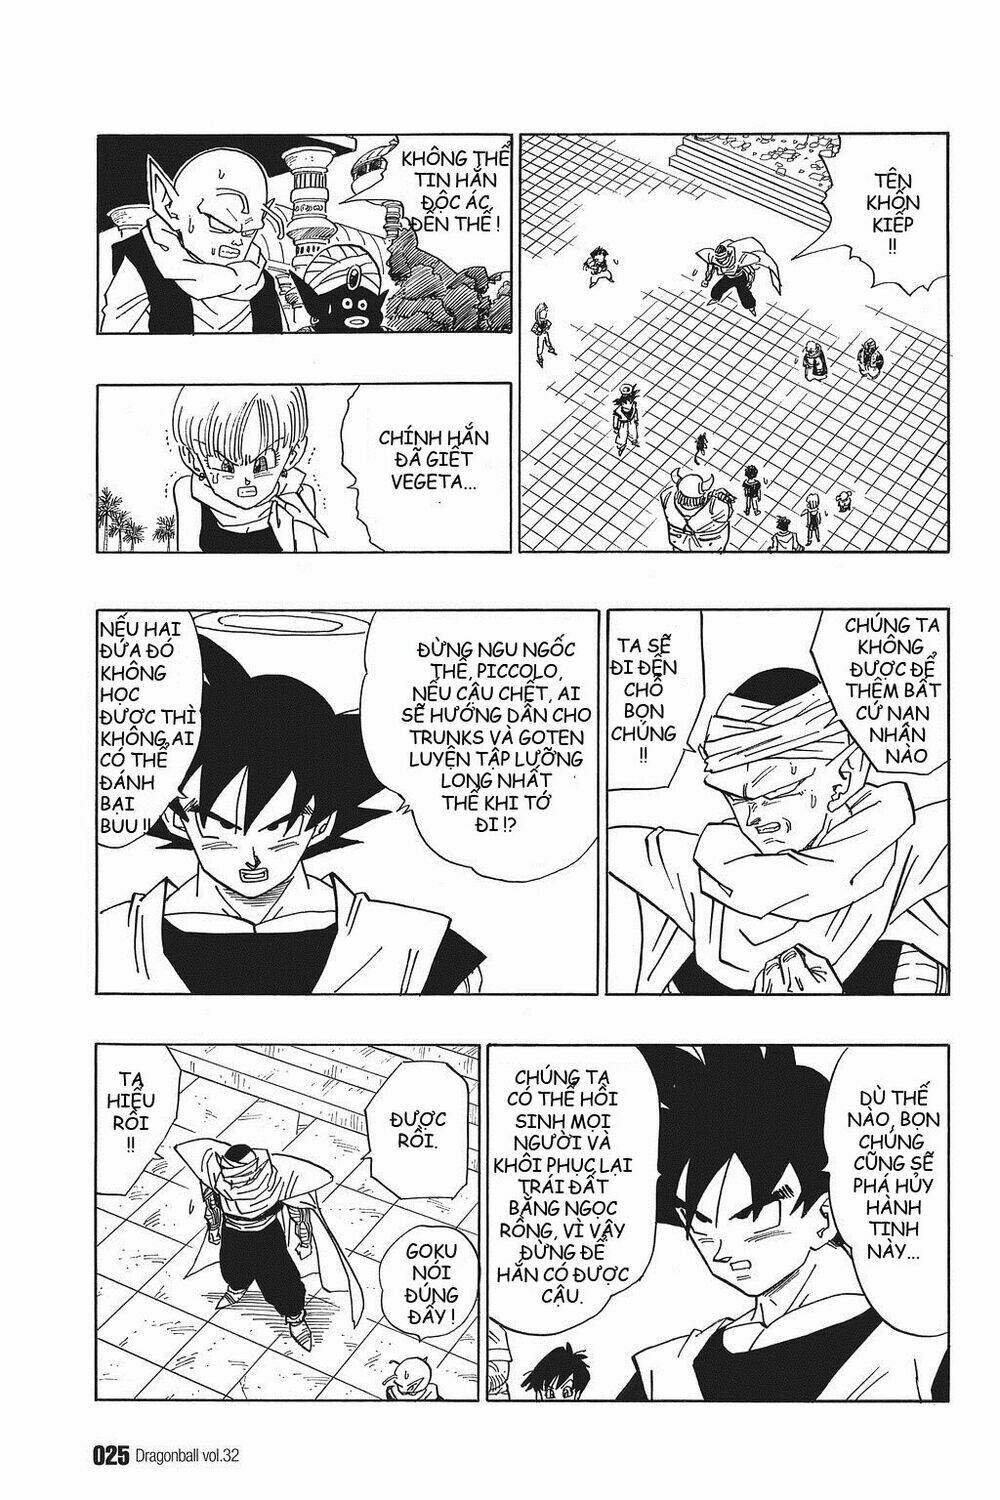 TÊN
KHỐN
KIẾP
!!
KHÔNG THỂ
TIN HẮN
ĐỘC ÁC
ĐẾN THẾ !
CHÍNH HẮN
ĐÃ GIẾT
VEGETA...
CHÚNG TA
KHÔNG
ĐƯỢC ĐỂ
THÊM BẤT
CỨ NẠN
NHÂN
NÀO
TA SẼ
ĐI ĐẾN
CHỖ
BỌN
CHÚNG
!!
ĐỪNG NGU NGỐC
THẾ, PICCOLO,
NẾU CẬU CHẾT, AI
SẼ HƯỚNG DẪN CHO
TRUNKS VÀ GOTEN
LUYỆN TẬP LƯỠNG
LONG NHẤT
THỂ KHI TỚ
ĐI !?
NẾU HAI
ĐỨA ĐÓ
KHÔNG
HỌC
ĐƯỢC THÌ
KHÔNG AI
CÓ THỂ
ĐÁNH
BẠI
BUU !!
DÙ THẾ
NÀO, BỌN
CHÚNG
CŨNG SẼ
PHÁ HỦY
HÀNH
TINH
NÀY...
CHÚNG TA
CÓ THỂ HỒI
SINH MỌI
NGƯỜI VÀ
KHÔI PHỤC LẠI
TRÁI ĐẤT
BẰNG NGỌC
RỒNG, VÌ VẬY
ĐỪNG ĐỂ
HẮN CÓ ĐƯỢC
CẬU.
ĐƯỢC
RỒI.
GOKU
NÓI
ĐÚNG
ĐẤY !
TA
HIỂU
RỒI
!!
025 Dragonball vol.32